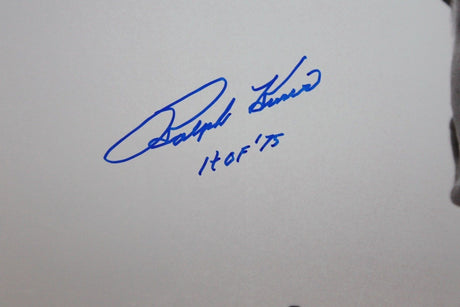 Ralph Kiner
HOF '75